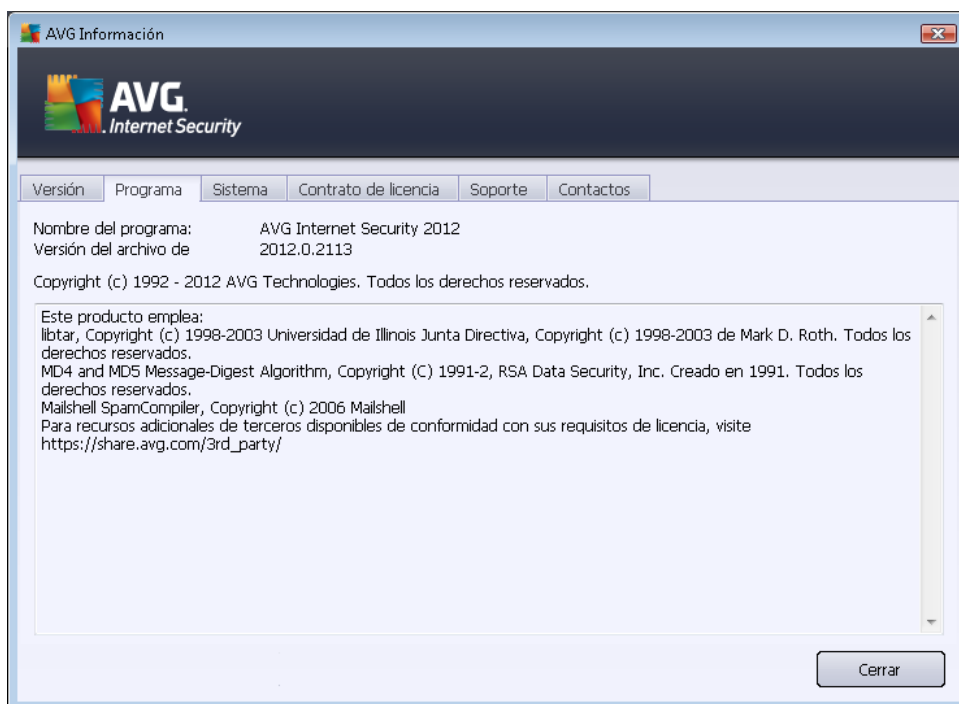 AVG Información
AVG.
Internet Security
Versión Programa Sistema Contrato de licencia Soporte Contactos
Nombre del programa: AVG Internet Security 2012
Versión del archivo de 2012.0.2113
Copyright (c) 1992 - 2012 AVG Technologies. Todos los derechos reservados.
Este producto emplea:
libtar, Copyright (c) 1998-2003 Universidad de Illinois Junta Directiva, Copyright (c) 1998-2003 de Mark D. Roth. Todos los
derechos reservados.
MD4 and MD5 Message-Digest Algorithm, Copyright (C) 1991-2, RSA Data Security, Inc. Creado en 1991. Todos los
derechos reservados.
Mailshell SpamCompiler, Copyright (c) 2006 Mailshell
Para recursos adicionales de terceros disponibles de conformidad con sus requisitos de licencia, visite
https://share.avg.com/3rd_party/
Cerrar